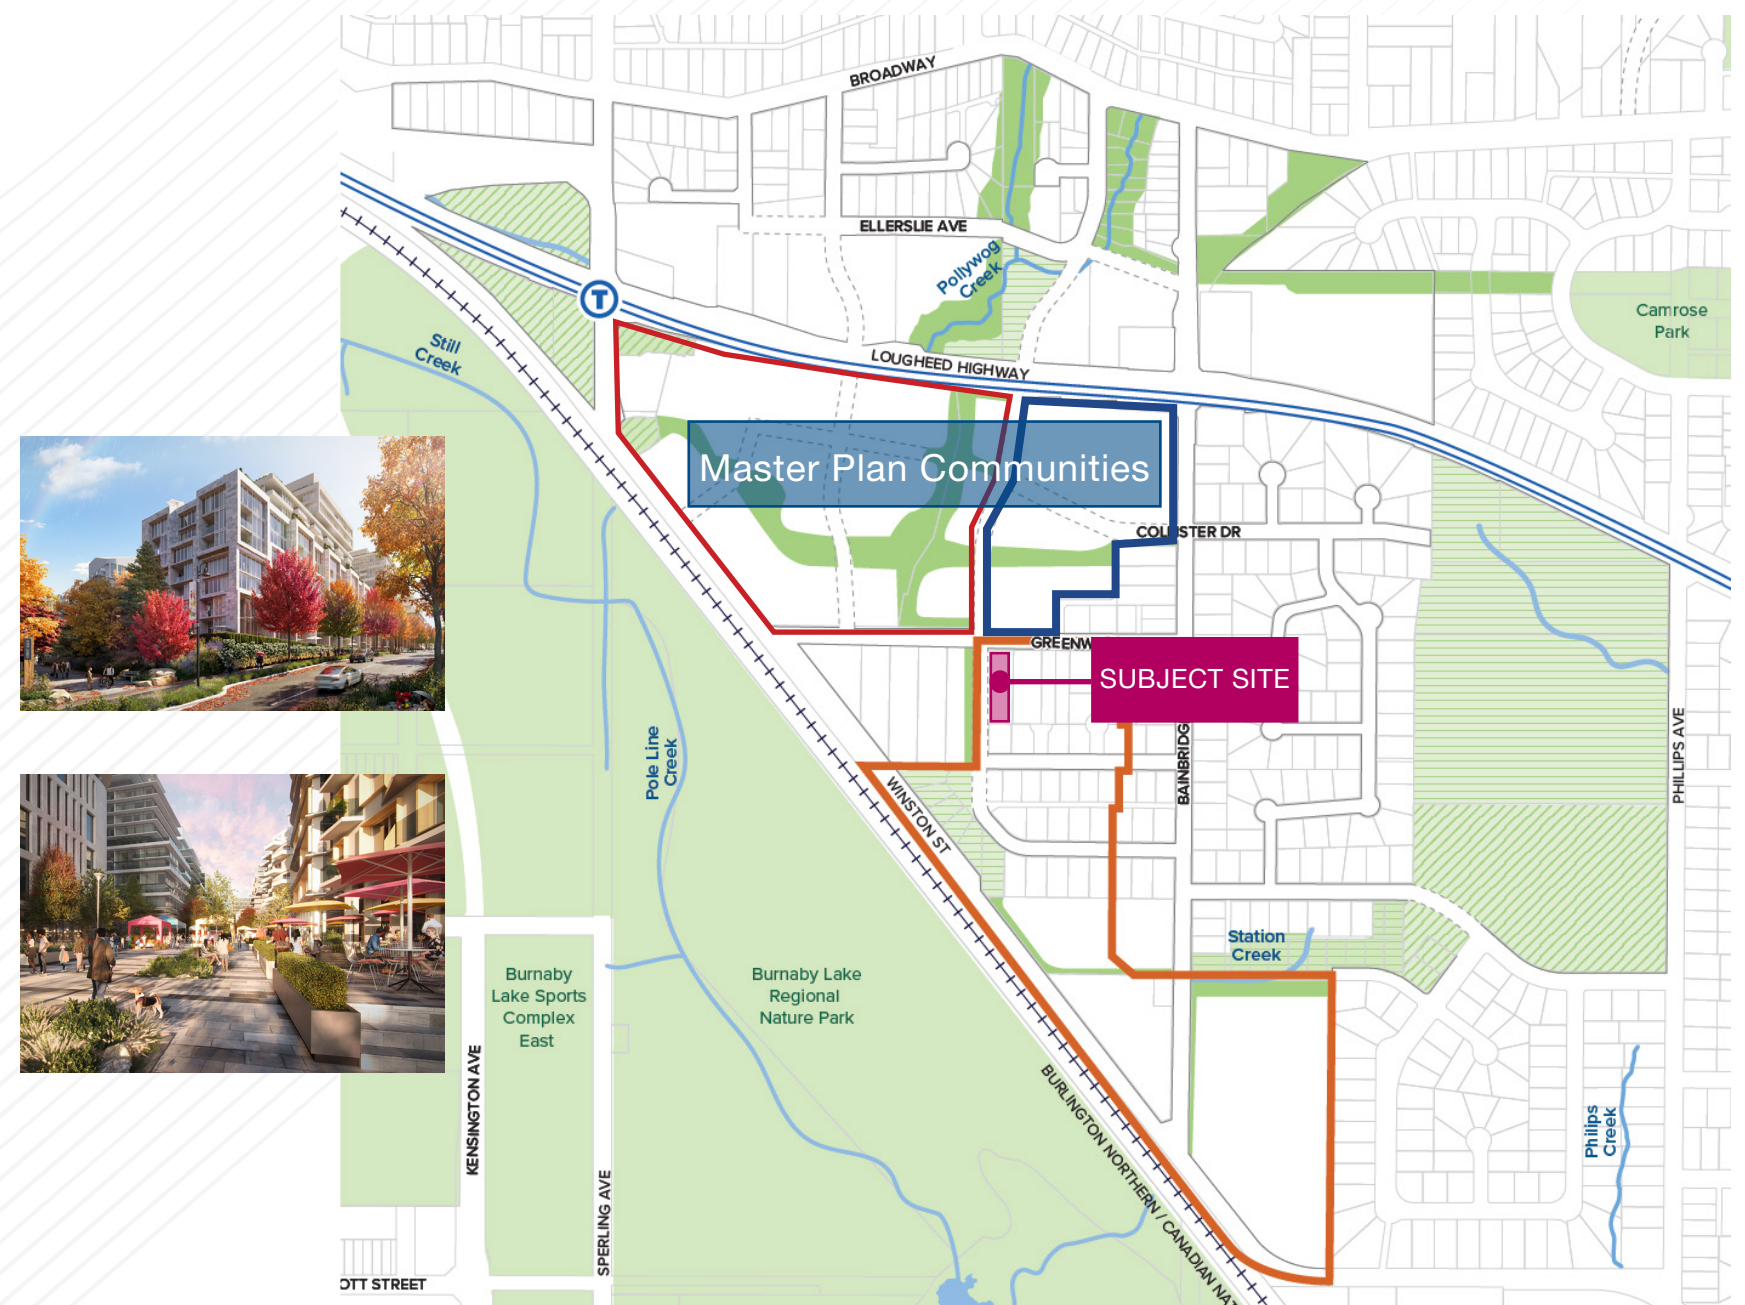 BROADWAY
ELLERSLIE AVE
Pollywog
Creek
Camrose
Park
T
Still
Creek
LOUGHEED HIGHWAY
Master Plan Communities
STER DR
GREENW
SUBJECT SITE
Pole Line
Creek
WINSTON ST
BAINBRIDG
PHILLIPS AVE
Station
Creek
Burnaby
Lake Sports
Complex
East
Burnaby Lake
Regional
Nature Park
KENSINGTON AVE
SPERLING AVE
BURLINGTON NORTHERN / CANADIAN NAT
Philips
Creek
OTT STREET